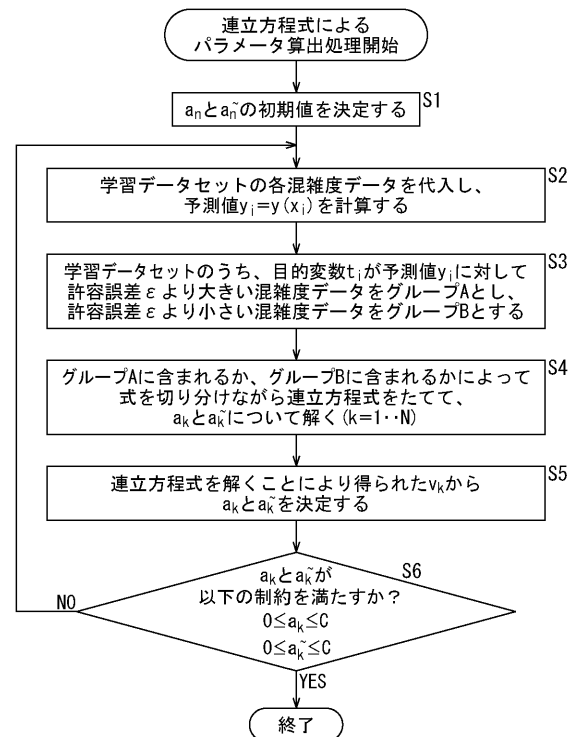 連立方程式による
パラメータ算出処理開始
anとañの初期値を決定する
S1
学習データセットの各混雑度データを代入し、
予測値yi=y(xi)を計算する
S2
学習データセットのうち、目的変数tiが予測値yiに対して
許容誤差εより大きい混雑度データをグループAとし、
許容誤差εより小さい混雑度データをグループBとする
S3
グループAに含まれるか、グループBに含まれるかによって
式を切り分けながら連立方程式をたてて、
akとak̃について解く(k=1‥N)
S4
連立方程式を解くことにより得られたvkから
akとak̃を決定する
S5
akとak̃が
以下の制約を満たすか？
0≤ak≤C
0≤ak̃≤C
S6
NO
YES
終了